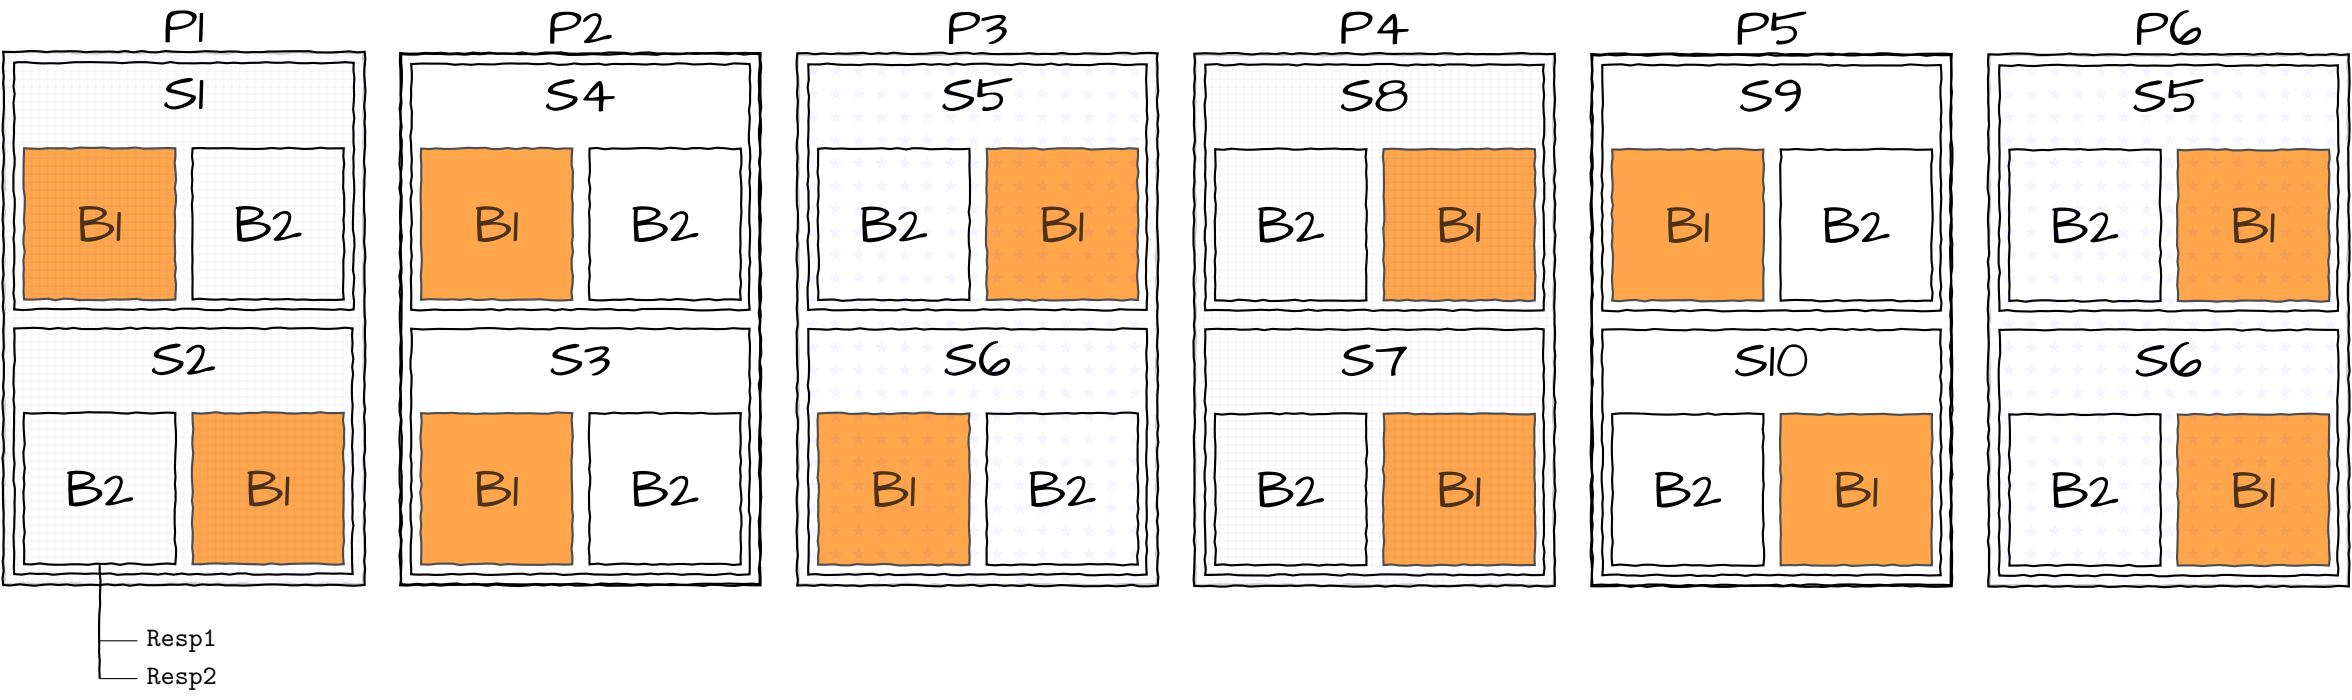 P1 P2 P3 P4 P5 P6
S1 S4 S5 S8 S9 S5
B1 B2 B1 B2 B2 B1 B2 B1 B1 B2 B2 B1
S2 S3 S6 S7 S10 S6
B2 B1 B1 B2 B1 B2 B2 B1 B2 B1 B2 B1
Resp1
Resp2